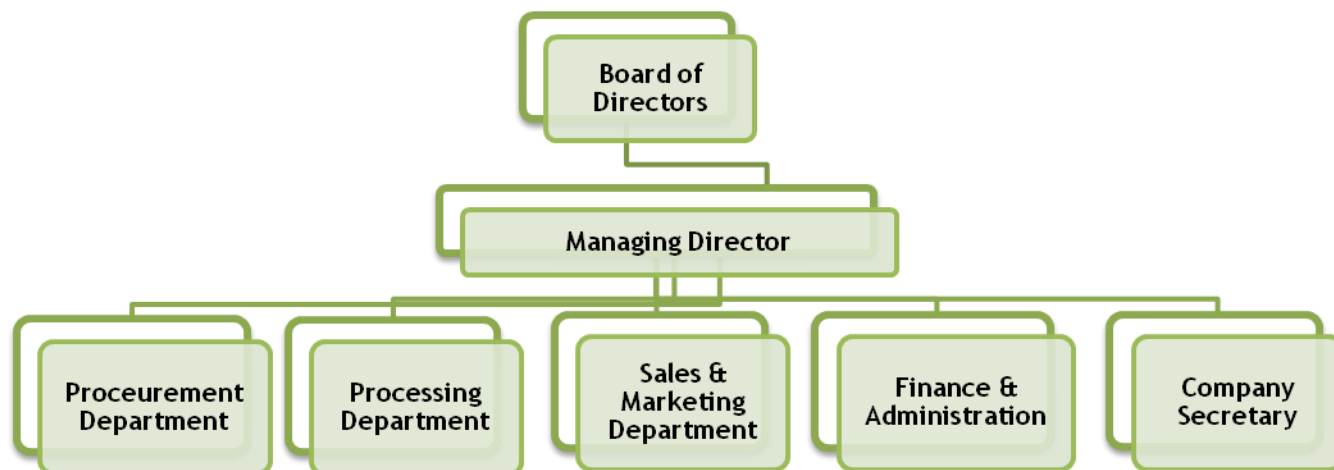 Board of
Directors
Managing Director
Proceurement
Department
Processing
Department
Sales &
Marketing
Department
Finance &
Administration
Company
Secretary